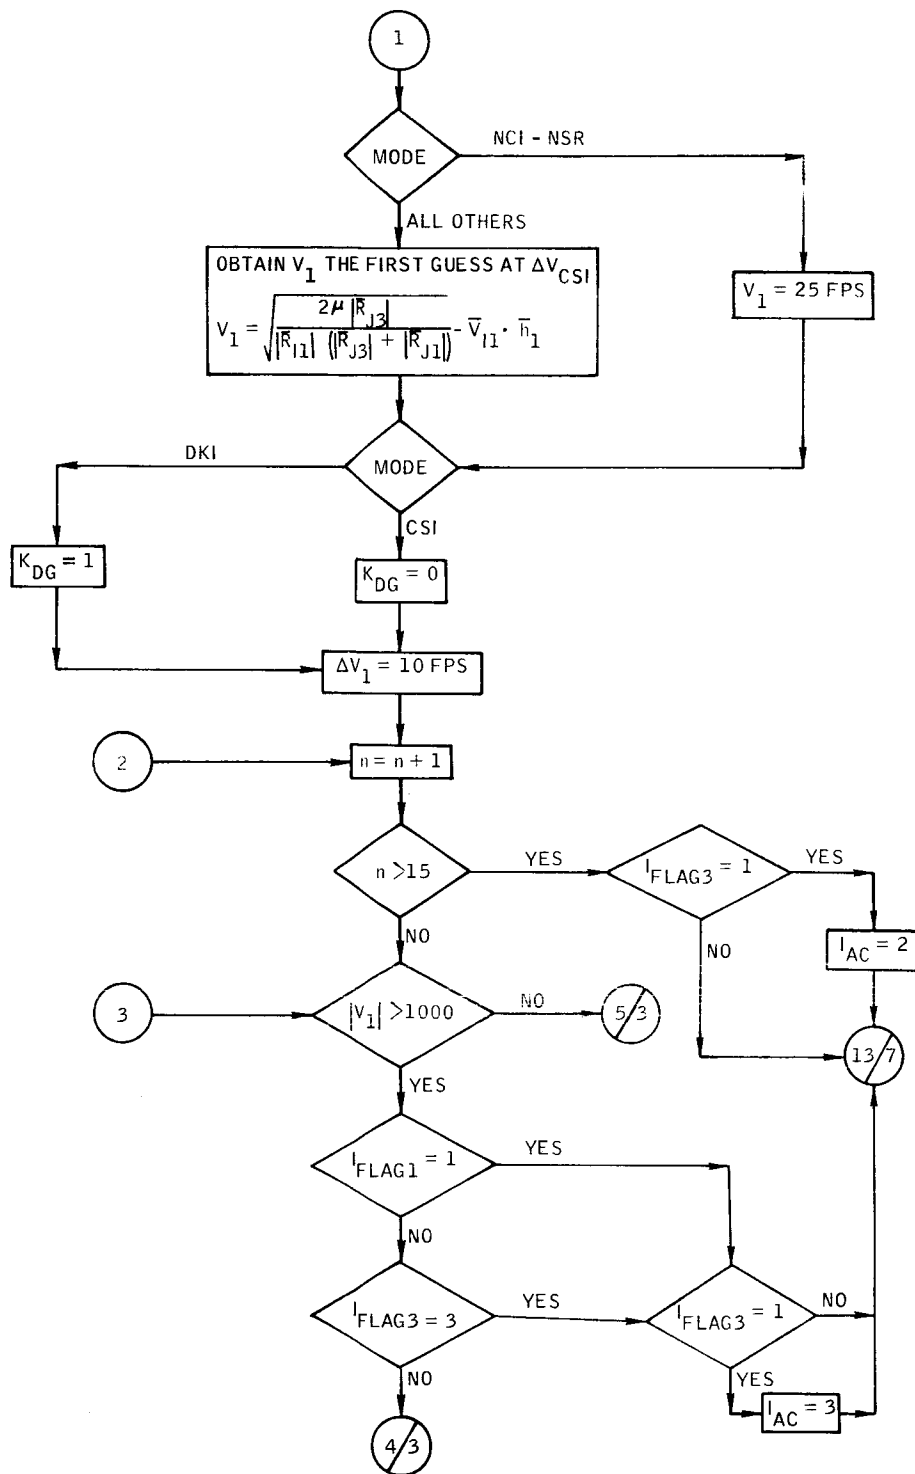 1
MODE
NCI - NSR
ALL OTHERS
OBTAIN V1 THE FIRST GUESS AT ΔVCSI
V1 = √(2μ |R̅J3| / |R̅I1| (|R̅J3| + |R̅J1|)) - V̅I1 · h̅1
V1 = 25 FPS
DKI
MODE
CSI
KDG = 1
KDG = 0
ΔV1 = 10 FPS
2
n = n + 1
n >15
YES
IFLAG3 = 1
YES
NO
NO
IAC = 2
3
|V1| >1000
NO
5/3
13/7
YES
IFLAG1 = 1
YES
NO
IFLAG3 = 3
YES
IFLAG3 = 1
NO
NO
YES
IAC = 3
4/3